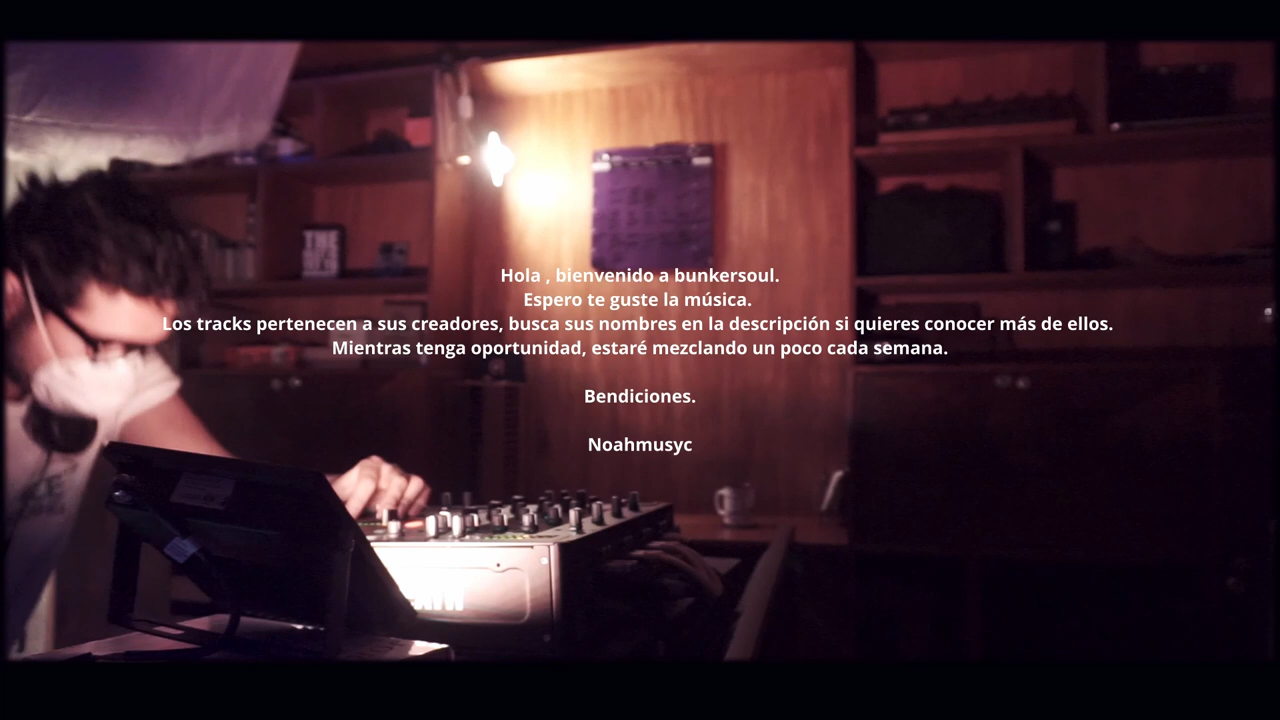 Hola , bienvenido a bunkersoul.
Espero te guste la música.
Los tracks pertenecen a sus creadores, busca sus nombres en la descripción si quieres conocer más de ellos.
Mientras tenga oportunidad, estaré mezclando un poco cada semana.
Bendiciones.
Noahmusyc